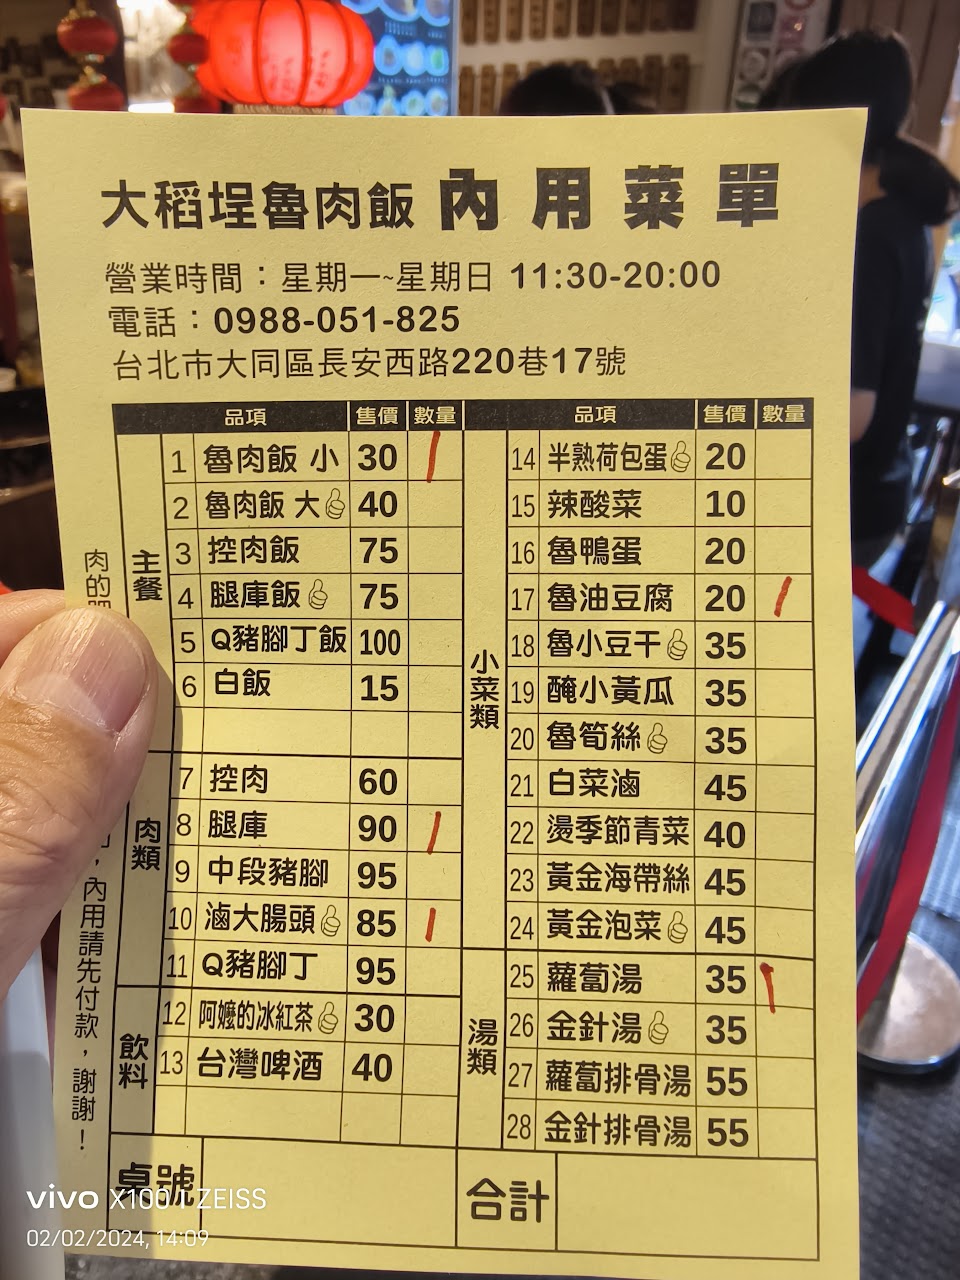 大稻埕魯肉飯 內用菜單
營業時間：星期一~星期日 11:30-20:00
電話：0988-051-825
台北市大同區長安西路220巷17號
品項 售價 數量
主餐
1 魯肉飯 小 30 /
2 魯肉飯 大 40
3 控肉飯 75
4 腿庫飯 75
5 Q豬腳丁飯 100
6 白飯 15
肉類
7 控肉 60
8 腿庫 90 /
9 中段豬腳 95
10 滷大腸頭 85 /
11 Q豬腳丁 95
飲料
12 阿嬤的冰紅茶 30
13 台灣啤酒 40
品項 售價 數量
小菜類
14 半熟荷包蛋 20
15 辣酸菜 10
16 魯鴨蛋 20
17 魯油豆腐 20 /
18 魯小豆干 35
19 醃小黃瓜 35
20 魯筍絲 35
21 白菜滷 45
22 燙季節青菜 40
23 黃金海帶絲 45
24 黃金泡菜 45
湯類
25 蘿蔔湯 35 /
26 金針湯 35
27 蘿蔔排骨湯 55
28 金針排骨湯 55
桌號
合計
肉的
，內用請先付款，謝謝！
vivo X100 | ZEISS
02/02/2024, 14:09